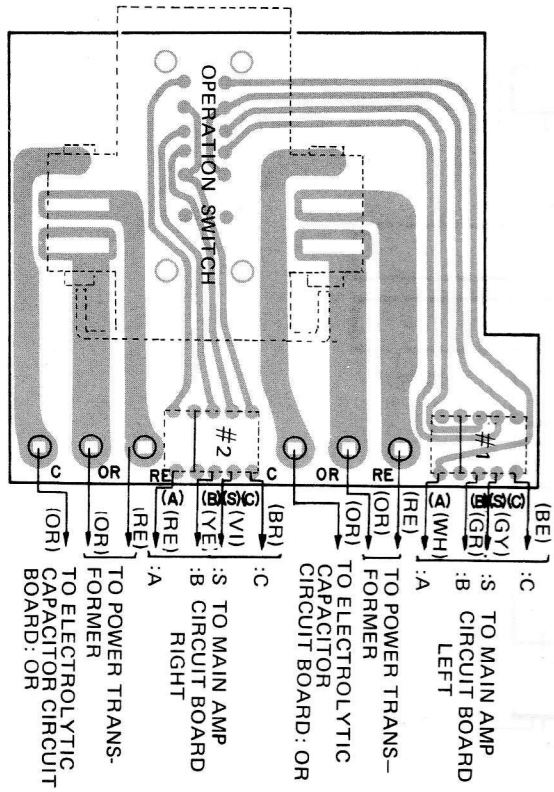 OPERATION SWITCH
#2
#1
C
OR
RE
C
OR
RE
(A)
(B)
(S)
(C)
(A)
(B)
(S)
(C)
(OR)
(OR)
(RE)
(RE)
(YE)
(VI)
(BR)
(OR)
(OR)
(RE)
(WH)
(GR)
(GY)
(BE)
:C
:S TO MAIN AMP
:B CIRCUIT BOARD
LEFT
:A
TO POWER TRANS-
FORMER
TO ELECTROLYTIC
CAPACITOR
CIRCUIT BOARD: OR
:C
:S TO MAIN AMP
:B CIRCUIT BOARD
RIGHT
:A
TO POWER TRANS-
FORMER
TO ELECTROLYTIC
CAPACITOR CIRCUIT
BOARD: OR